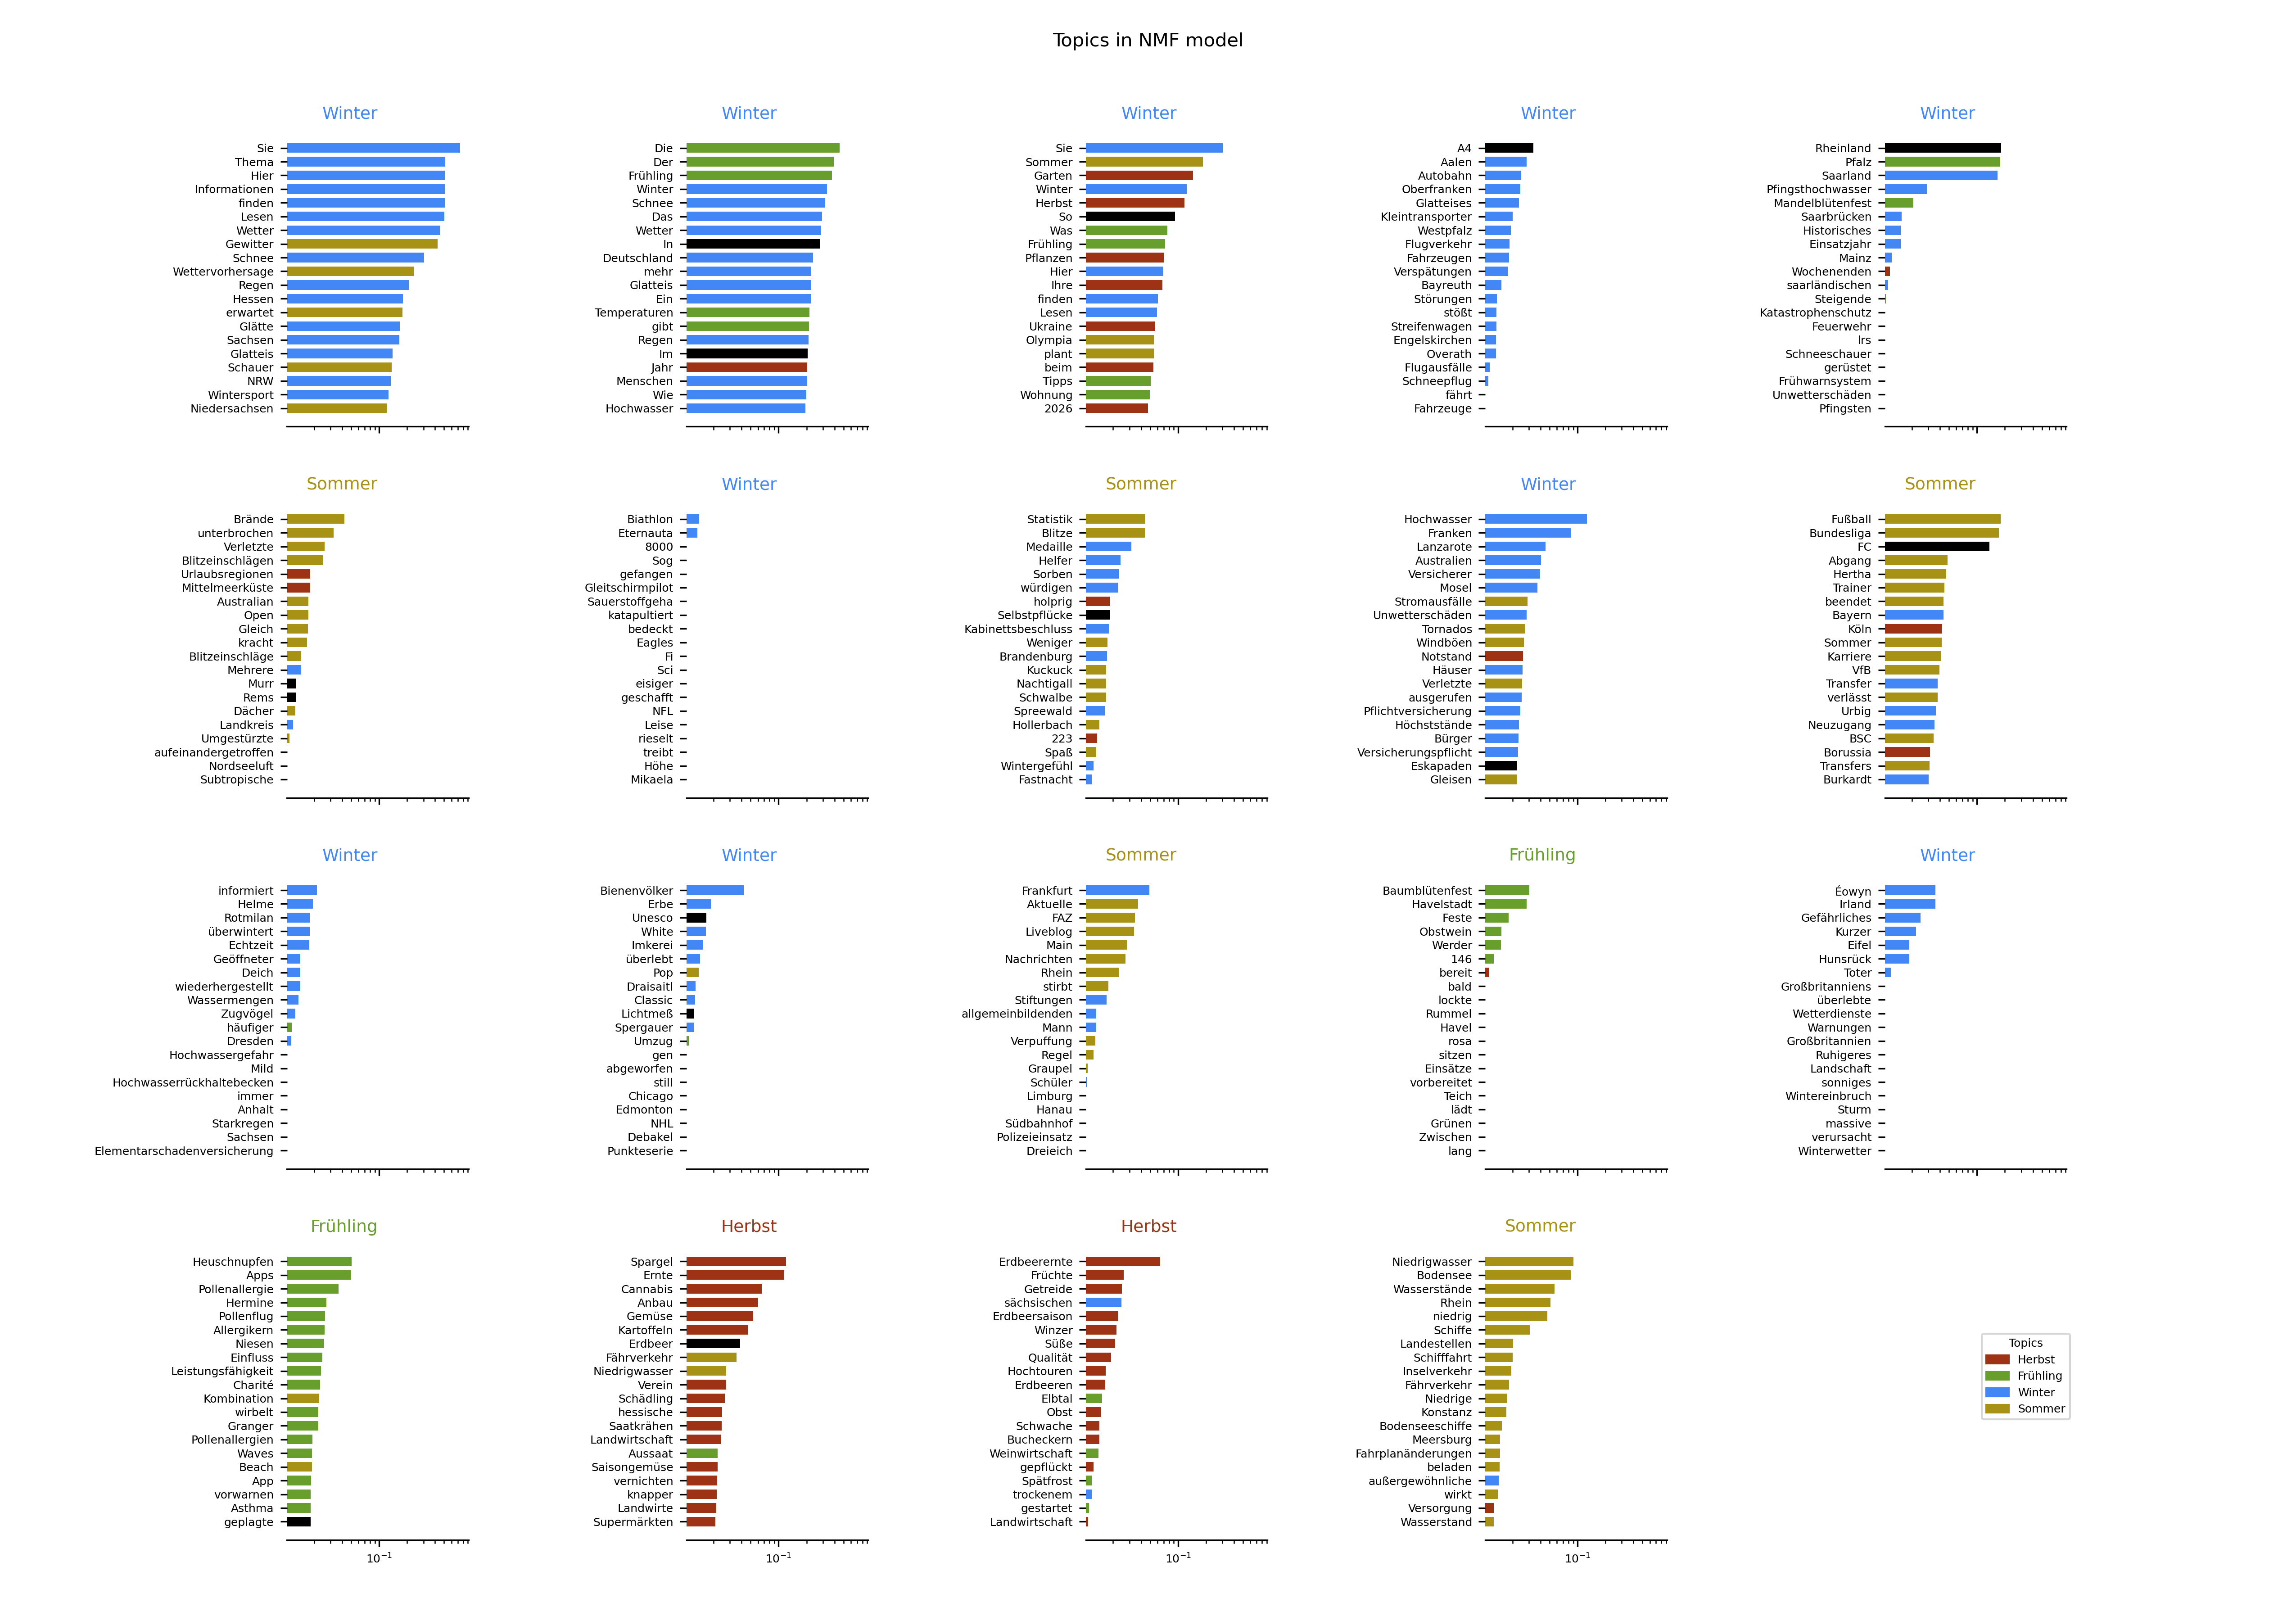 Topics in NMF model
Winter
Sie
Thema
Hier
Informationen
finden
Lesen
Wetter
Gewitter
Schnee
Wettervorhersage
Regen
Hessen
erwartet
Glätte
Sachsen
Glatteis
Schauer
NRW
Wintersport
Niedersachsen
Winter
Die
Der
Frühling
Winter
Schnee
Das
Wetter
In
Deutschland
mehr
Glatteis
Ein
Temperaturen
gibt
Regen
Im
Jahr
Menschen
Wie
Hochwasser
Winter
Sie
Sommer
Garten
Winter
Herbst
So
Was
Frühling
Pflanzen
Hier
Ihre
finden
Lesen
Ukraine
Olympia
plant
beim
Tipps
Wohnung
2026
Winter
A4
Aalen
Autobahn
Oberfranken
Glatteises
Kleintransporter
Westpfalz
Flugverkehr
Fahrzeugen
Verspätungen
Bayreuth
Störungen
stößt
Streifenwagen
Engelskirchen
Overath
Flugausfälle
Schneepflug
fährt
Fahrzeuge
Winter
Rheinland
Pfalz
Saarland
Pfingsthochwasser
Mandelblütenfest
Saarbrücken
Historisches
Einsatzjahr
Mainz
Wochenenden
saarländischen
Steigende
Katastrophenschutz
Feuerwehr
lrs
Schneeschauer
gerüstet
Frühwarnsystem
Unwetterschäden
Pfingsten
Sommer
Brände
unterbrochen
Verletzte
Blitzeinschlägen
Urlaubsregionen
Mittelmeerküste
Australian
Open
Gleich
kracht
Blitzeinschläge
Mehrere
Murr
Rems
Dächer
Landkreis
Umgestürzte
aufeinandergetroffen
Nordseeluft
Subtropische
Winter
Biathlon
Eternauta
8000
Sog
gefangen
Gleitschirmpilot
Sauerstoffgeha
katapultiert
bedeckt
Eagles
Fi
Sci
eisiger
geschafft
NFL
Leise
rieselt
treibt
Höhe
Mikaela
Sommer
Statistik
Blitze
Medaille
Helfer
Sorben
würdigen
holprig
Selbstpflücke
Kabinettsbeschluss
Weniger
Brandenburg
Kuckuck
Nachtigall
Schwalbe
Spreewald
Hollerbach
223
Spaß
Wintergefühl
Fastnacht
Winter
Hochwasser
Franken
Lanzarote
Australien
Versicherer
Mosel
Stromausfälle
Unwetterschäden
Tornados
Windböen
Notstand
Häuser
Verletzte
ausgerufen
Pflichtversicherung
Höchststände
Bürger
Versicherungspflicht
Eskapaden
Gleisen
Sommer
Fußball
Bundesliga
FC
Abgang
Hertha
Trainer
beendet
Bayern
Köln
Sommer
Karriere
VfB
Transfer
verlässt
Urbig
Neuzugang
BSC
Borussia
Transfers
Burkardt
Winter
informiert
Helme
Rotmilan
überwintert
Echtzeit
Geöffneter
Deich
wiederhergestellt
Wassermengen
Zugvögel
häufiger
Dresden
Hochwassergefahr
Mild
Hochwasserrückhaltebecken
immer
Anhalt
Starkregen
Sachsen
Elementarschadenversicherung
Winter
Bienenvölker
Erbe
Unesco
White
Imkerei
überlebt
Pop
Draisaitl
Classic
Lichtmeß
Spergauer
Umzug
gen
abgeworfen
still
Chicago
Edmonton
NHL
Debakel
Punkteserie
Sommer
Frankfurt
Aktuelle
FAZ
Liveblog
Main
Nachrichten
Rhein
stirbt
Stiftungen
allgemeinbildenden
Mann
Verpuffung
Regel
Graupel
Schüler
Limburg
Hanau
Südbahnhof
Polizeieinsatz
Dreieich
Frühling
Baumblütenfest
Havelstadt
Feste
Obstwein
Werder
146
bereit
bald
lockte
Rummel
Havel
rosa
sitzen
Einsätze
vorbereitet
Teich
lädt
Grünen
Zwischen
lang
Winter
Éowyn
Irland
Gefährliches
Kurzer
Eifel
Hunsrück
Toter
Großbritanniens
überlebte
Wetterdienste
Warnungen
Großbritannien
Ruhigeres
Landschaft
sonniges
Wintereinbruch
Sturm
massive
verursacht
Winterwetter
Frühling
Heuschnupfen
Apps
Pollenallergie
Hermine
Pollenflug
Allergikern
Niesen
Einfluss
Leistungsfähigkeit
Charité
Kombination
wirbelt
Granger
Pollenallergien
Waves
Beach
App
vorwarnen
Asthma
geplagte
10⁻¹
Herbst
Spargel
Ernte
Cannabis
Anbau
Gemüse
Kartoffeln
Erdbeer
Fährverkehr
Niedrigwasser
Verein
Schädling
hessische
Saatkrähen
Landwirtschaft
Aussaat
Saisongemüse
vernichten
knapper
Landwirte
Supermärkten
10⁻¹
Herbst
Erdbeerernte
Früchte
Getreide
sächsischen
Erdbeersaison
Winzer
Süße
Qualität
Hochtouren
Erdbeeren
Elbtal
Obst
Schwache
Bucheckern
Weinwirtschaft
gepflückt
Spätfrost
trockenem
gestartet
Landwirtschaft
10⁻¹
Sommer
Niedrigwasser
Bodensee
Wasserstände
Rhein
niedrig
Schiffe
Landestellen
Schifffahrt
Inselverkehr
Fährverkehr
Niedrige
Konstanz
Bodenseeschiffe
Meersburg
Fahrplanänderungen
beladen
außergewöhnliche
wirkt
Versorgung
Wasserstand
10⁻¹
Topics
Herbst
Frühling
Winter
Sommer